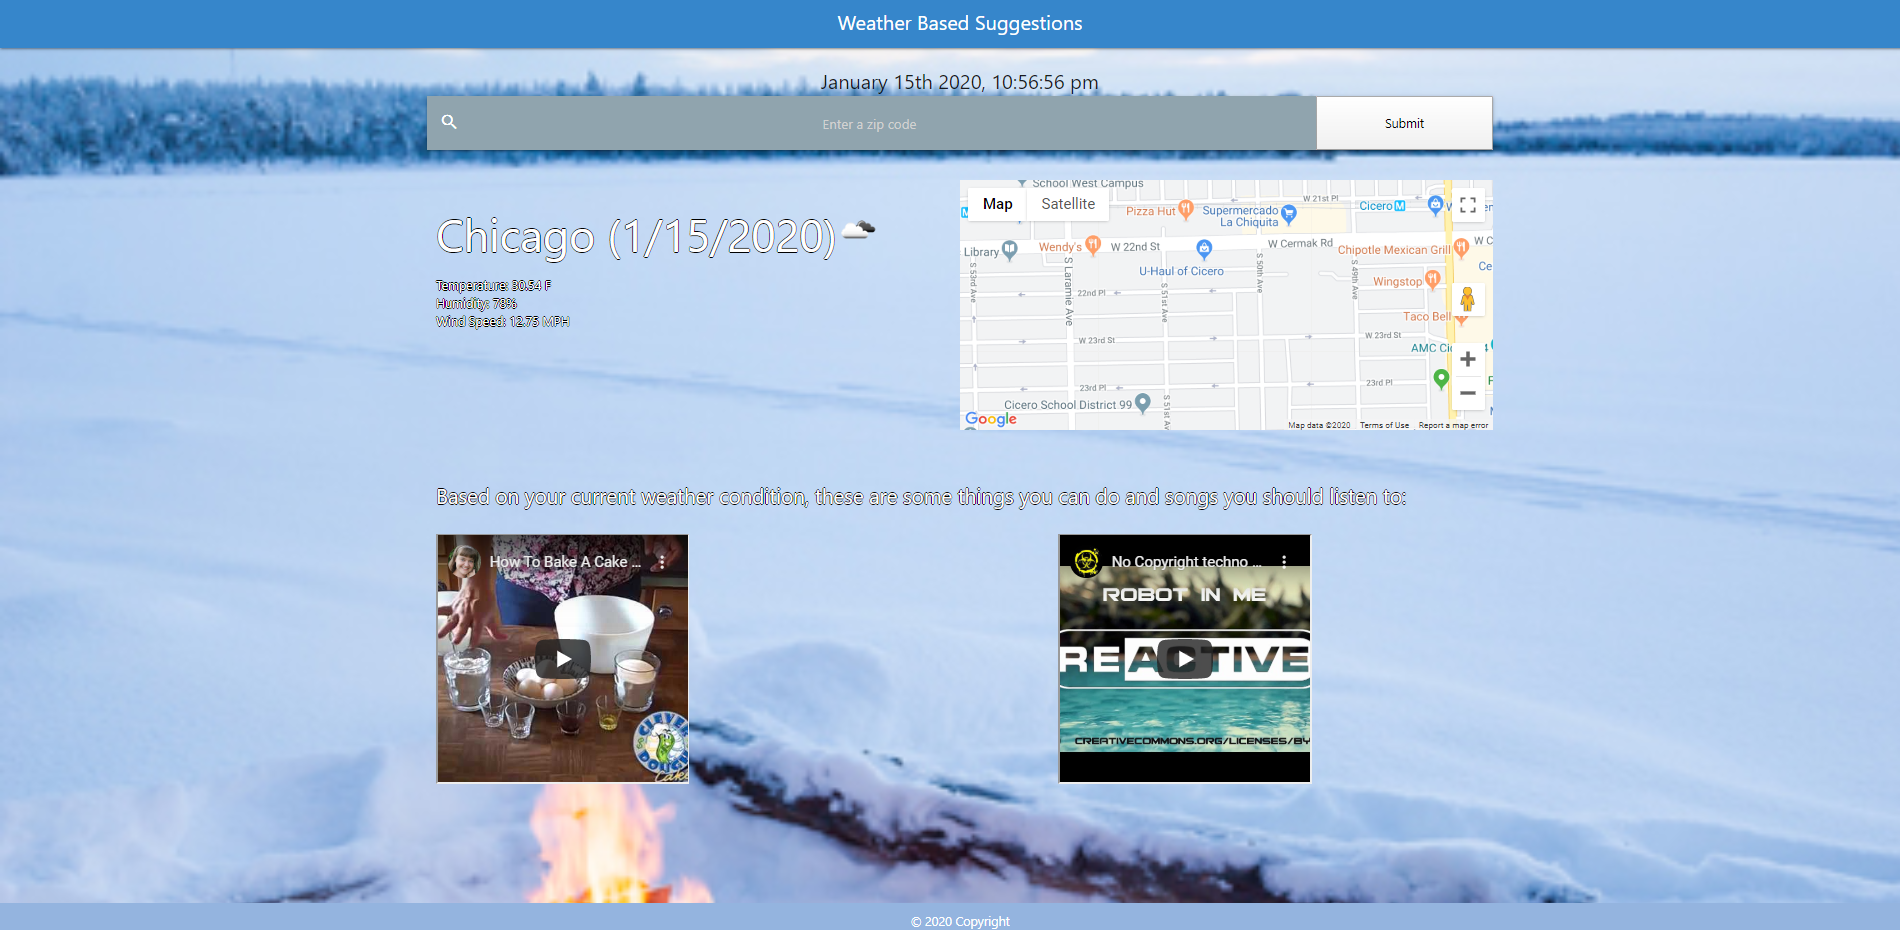 Weather Based Suggestions
January 15th 2020, 10:56:56 pm
Enter a zip code
Submit
Chicago (1/15/2020)
Temperature: 30.54 F
Humidity: 78%
Wind Speed: 12.75 MPH
School West Campus
Map
Satellite
Pizza Hut
Supermercado
La Chiquita
W 21st Pl
Cicero M
Library
Wendy's
W 22nd St
W Cermak Rd
Chipotle Mexican Grill
U-Haul of Cicero
Wingstop
S 53rd Ave
S Laramie Ave
S 51st Ave
S 50th Ave
S 49th Ave
22nd Pl
Taco Bell
W 23rd St
W 23rd St
23rd Pl
23rd Pl
Cicero School District 99
Google
Map data ©2020
Terms of Use
Report a map error
Based on your current weather condition, these are some things you can do and songs you should listen to:
How To Bake A Cake ...
CLEVER
DOUGH
Cake
No Copyright techno ...
ROBOT IN ME
REACTIVE
CREATIVECOMMONS.ORG/LICENSES/BY
© 2020 Copyright